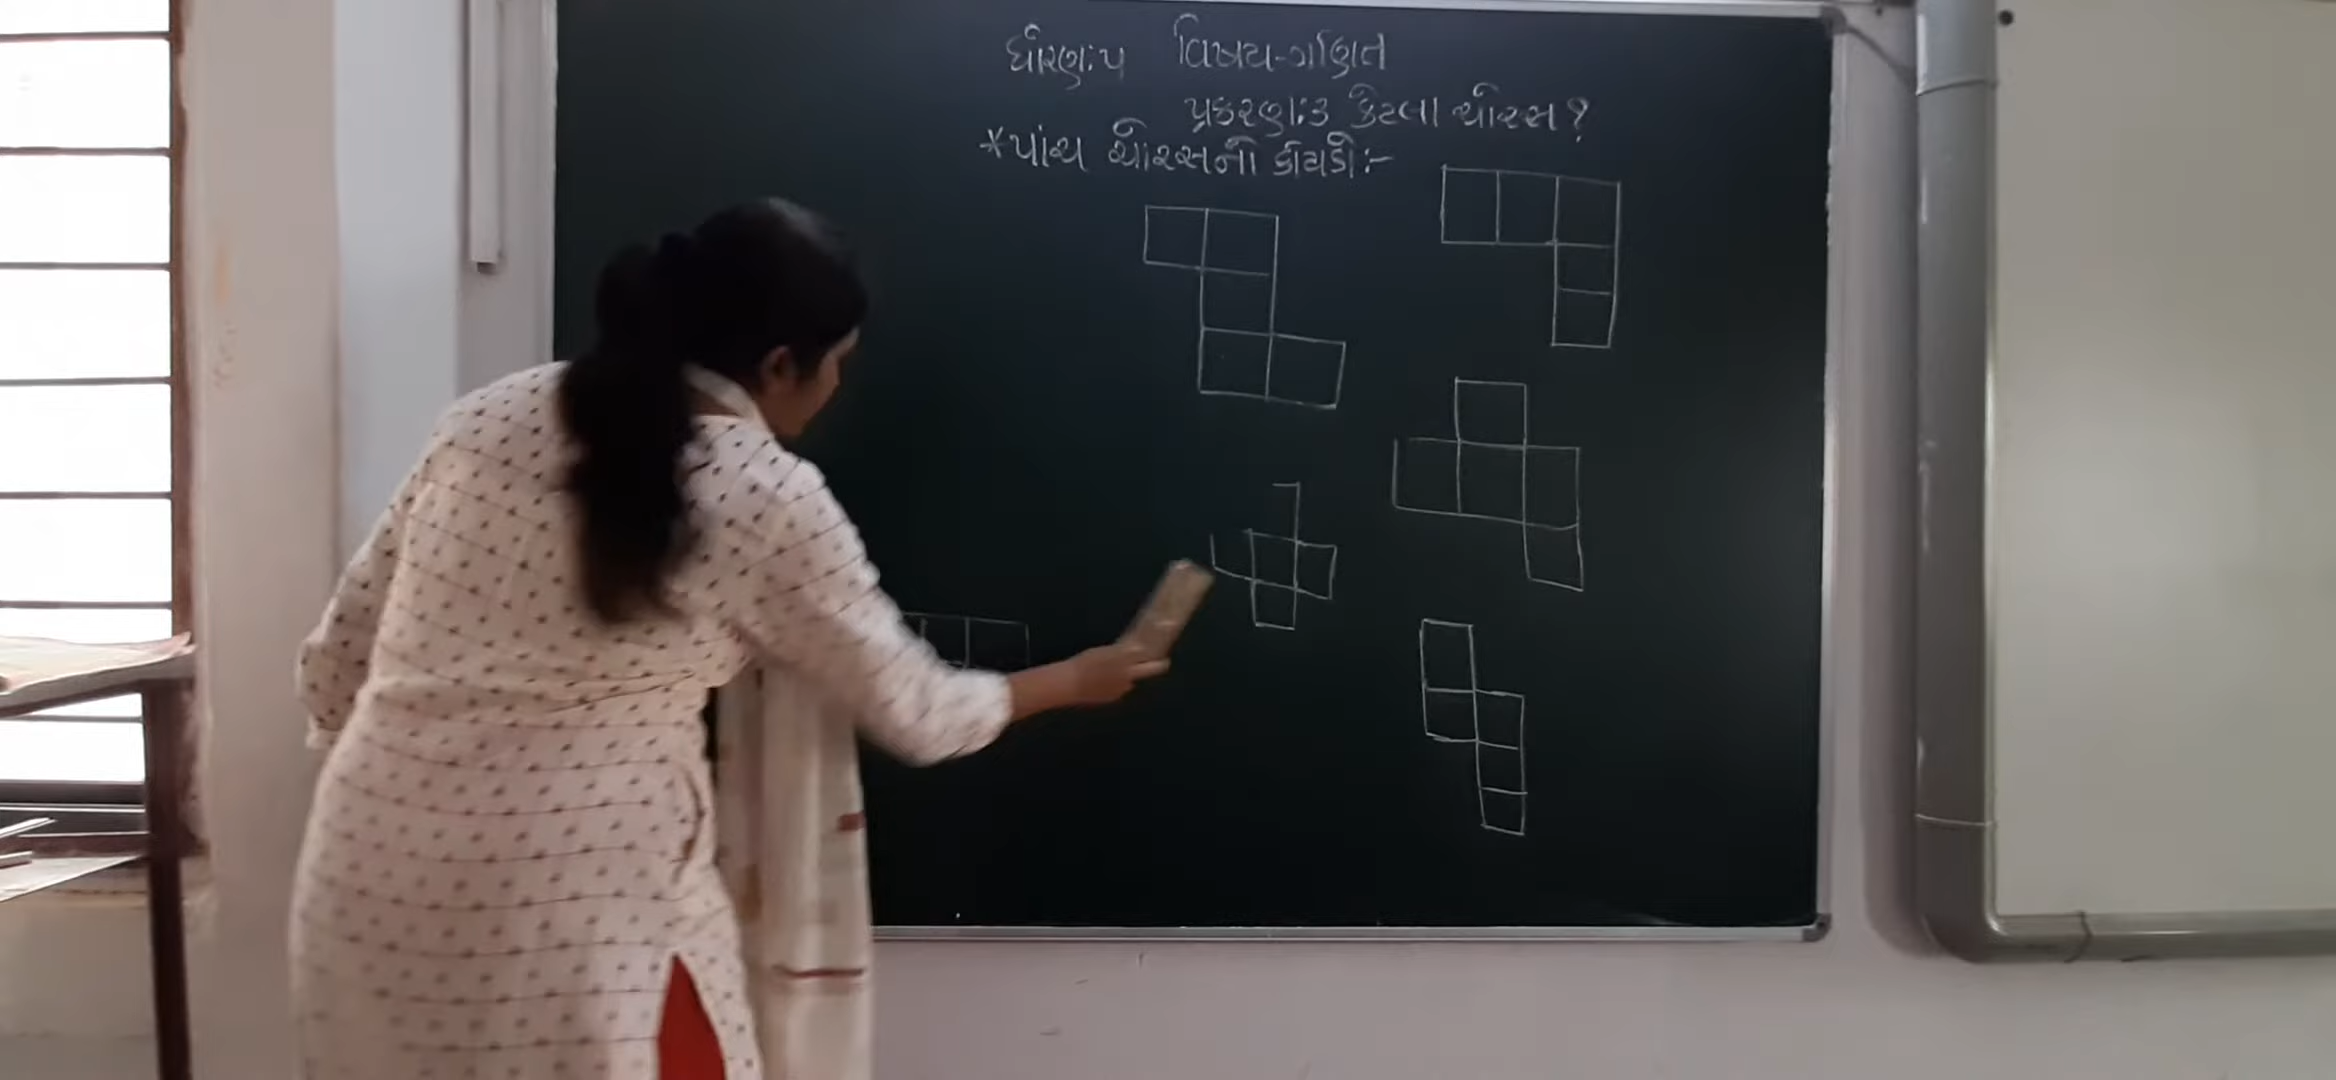 ધોરણ:૫ વિષય-ગણિત
પ્રકરણ:૩ કેટલા ચોરસ?
*પાંચ ચોરસનો કોયડો:-